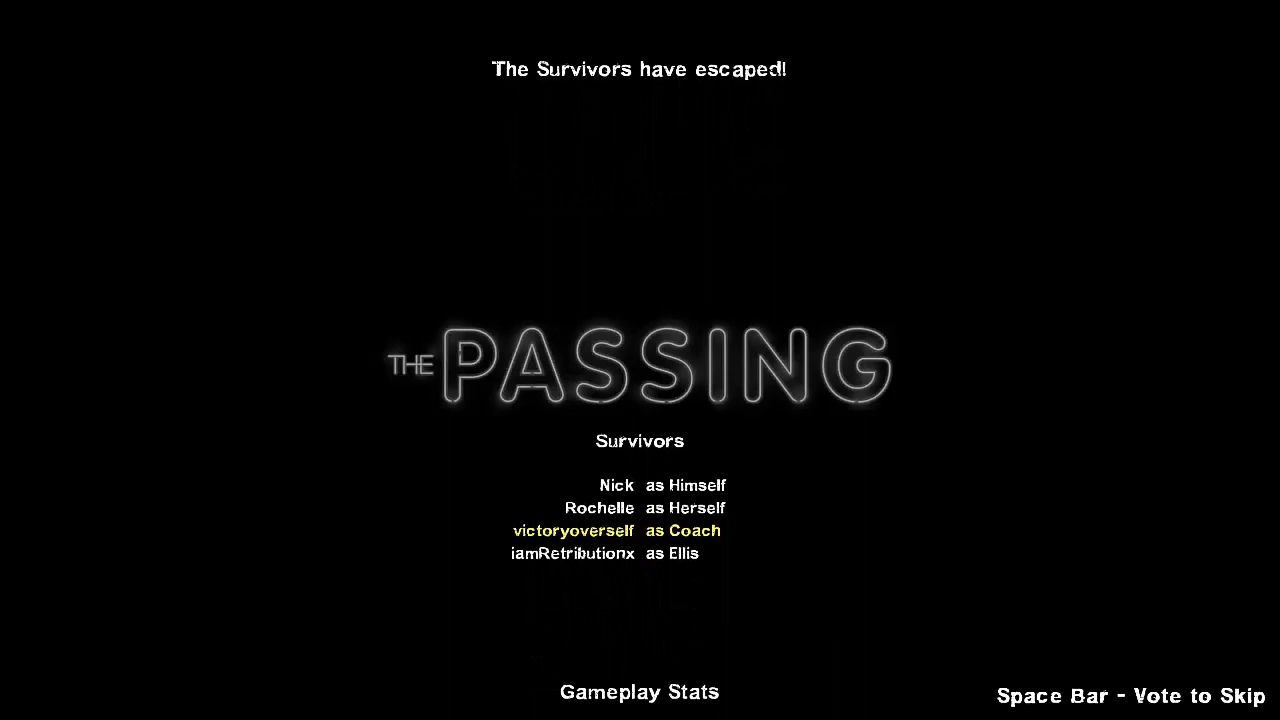 The Survivors have escaped!
THE PASSING
Survivors
Nick as Himself
Rochelle as Herself
victoryoverself as Coach
iamRetributionx as Ellis
Gameplay Stats
Space Bar - Vote to Skip